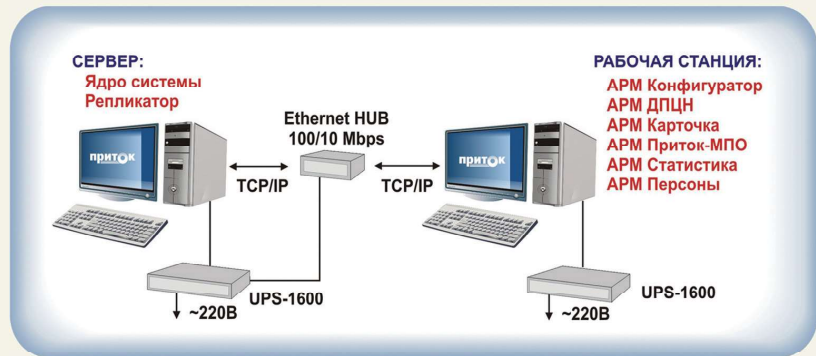 СЕРВЕР:
Ядро системы
Репликатор
Ethernet HUB
100/10 Mbps
РАБОЧАЯ СТАНЦИЯ:
АРМ Конфигуратор
АРМ ДПЦН
АРМ Карточка
АРМ Приток-МПО
АРМ Статистика
АРМ Персоны
приток
приток
TCP/IP
TCP/IP
UPS-1600
~220В
UPS-1600
~220В